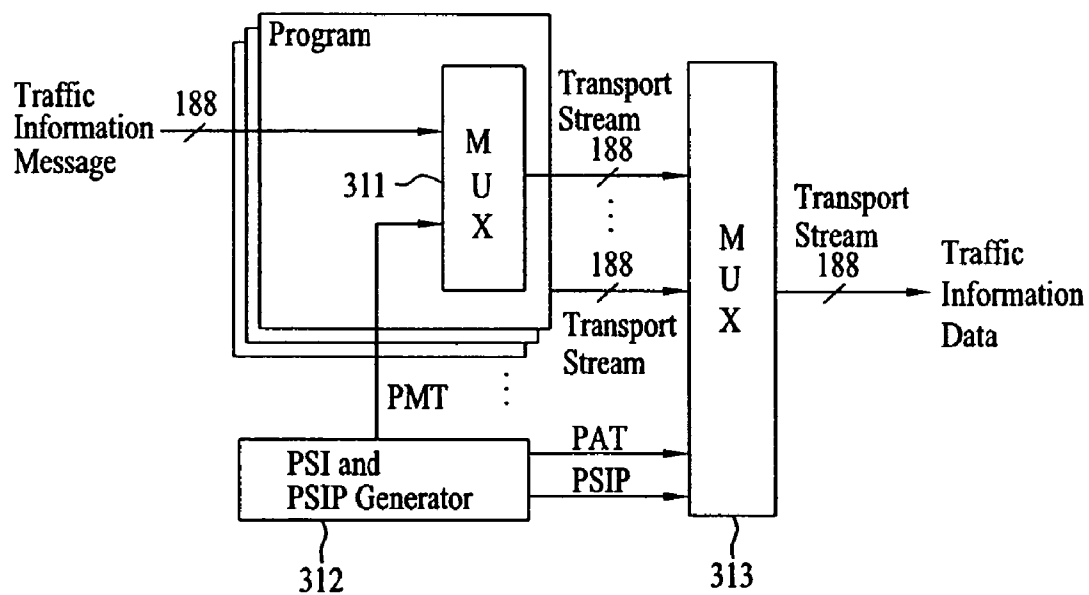 Program
Traffic
Information
Message
188
311
M
U
X
Transport
Stream
188
188
Transport
Stream
M
U
X
Transport
Stream
188
Traffic
Information
Data
PMT
PSI and
PSIP Generator
PAT
PSIP
312
313